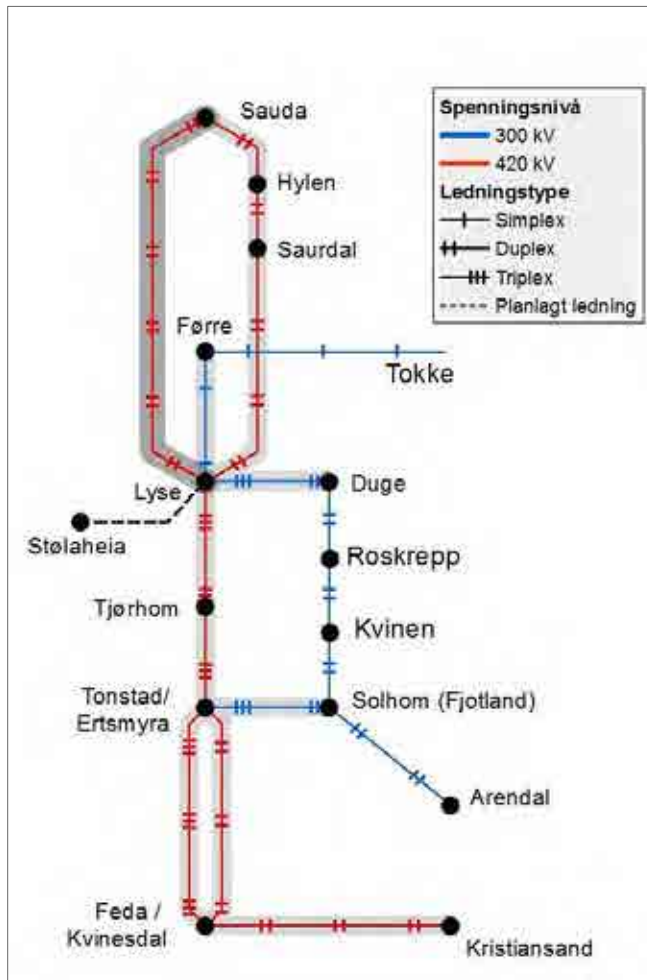 Sauda
Spenningsnivå
300 kV
420 kV
Ledningstype
Simplex
Duplex
Triplex
Planlagt ledning
Hylen
Saurdal
Førre
Tokke
Lyse
Duge
Stølaheia
Roskrepp
Tjørhom
Kvinen
Tonstad/
Ertsmyra
Solhom (Fjotland)
Arendal
Feda /
Kvinesdal
Kristiansand